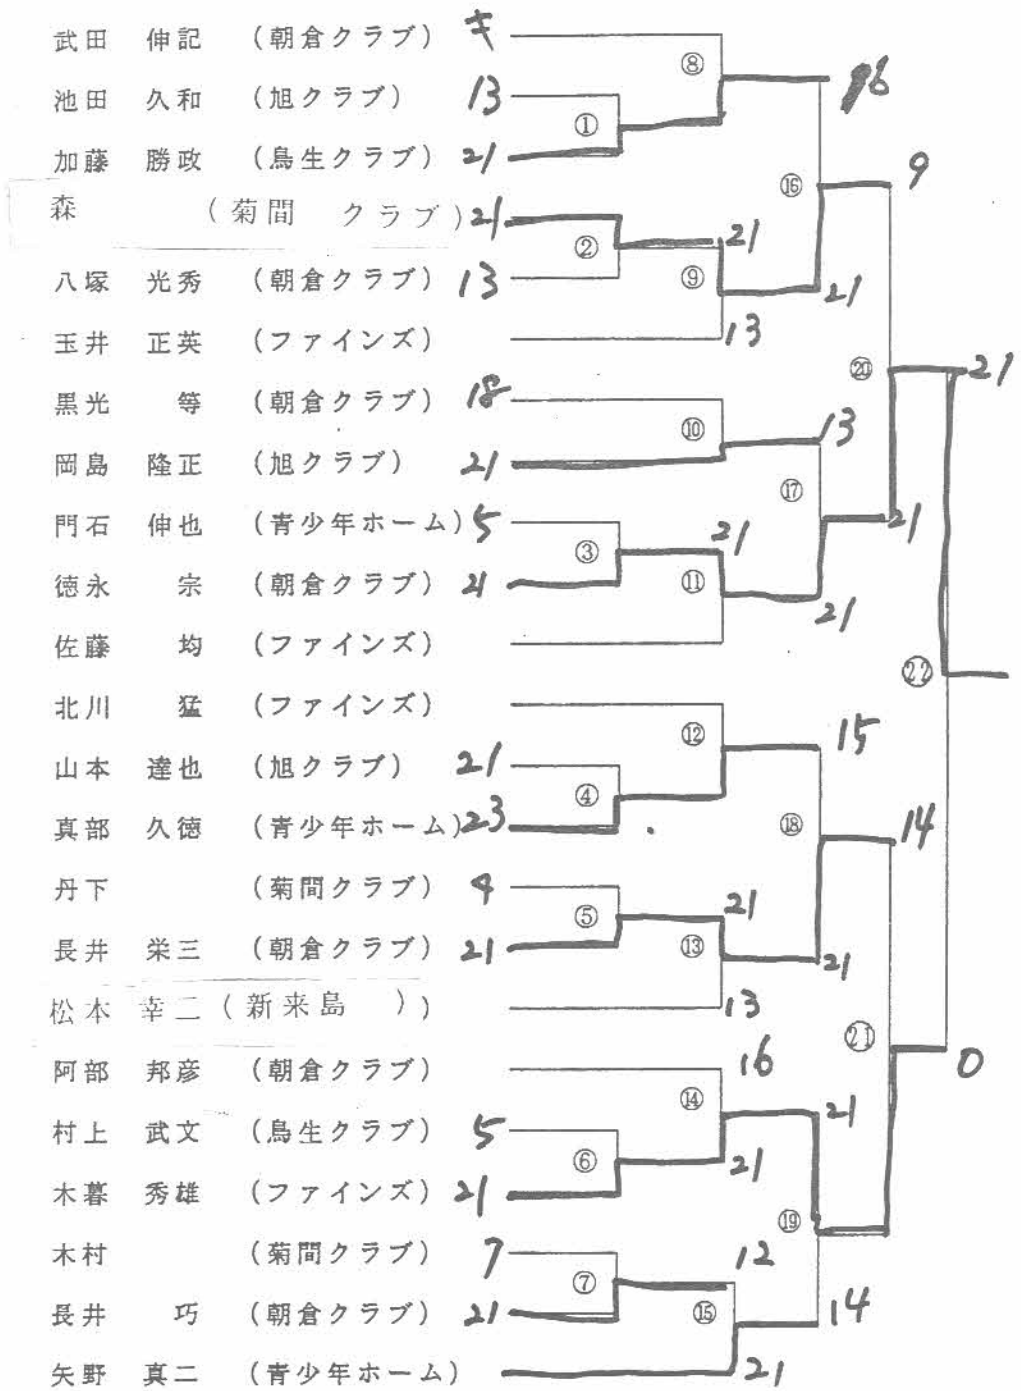 武田 伸記 (朝倉クラブ) キ
⑧
池田 久和 (旭クラブ) 13
①
加藤 勝政 (鳥生クラブ) 21
森 (菊間 クラブ) 21
⑯ 9
② 21
八塚 光秀 (朝倉クラブ) 13
⑨ 21
玉井 正英 (ファインズ) 13
⑳ 21
黒光 等 (朝倉クラブ) 18
⑩ 13
岡島 隆正 (旭クラブ) 21
⑰
門石 伸也 (青少年ホーム) 5
21 21
③
徳永 宗 (朝倉クラブ) 21
⑪ 21
佐藤 均 (ファインズ)
㉒
北川 猛 (ファインズ)
⑫ 15
山本 達也 (旭クラブ) 21
④
真部 久徳 (青少年ホーム) 23
⑱ 14
丹下 (菊間クラブ) 4
⑤ 21
長井 栄三 (朝倉クラブ) 21
⑬ 21
松本 幸二 (新来島 ))
13
㉑ 0
阿部 邦彦 (朝倉クラブ) 16
⑭ 21
村上 武文 (鳥生クラブ) 5
⑥ 21
木暮 秀雄 (ファインズ) 21
⑲
木村 (菊間クラブ) 7
12
⑦
長井 巧 (朝倉クラブ) 21
⑮ 14
矢野 真二 (青少年ホーム)
21